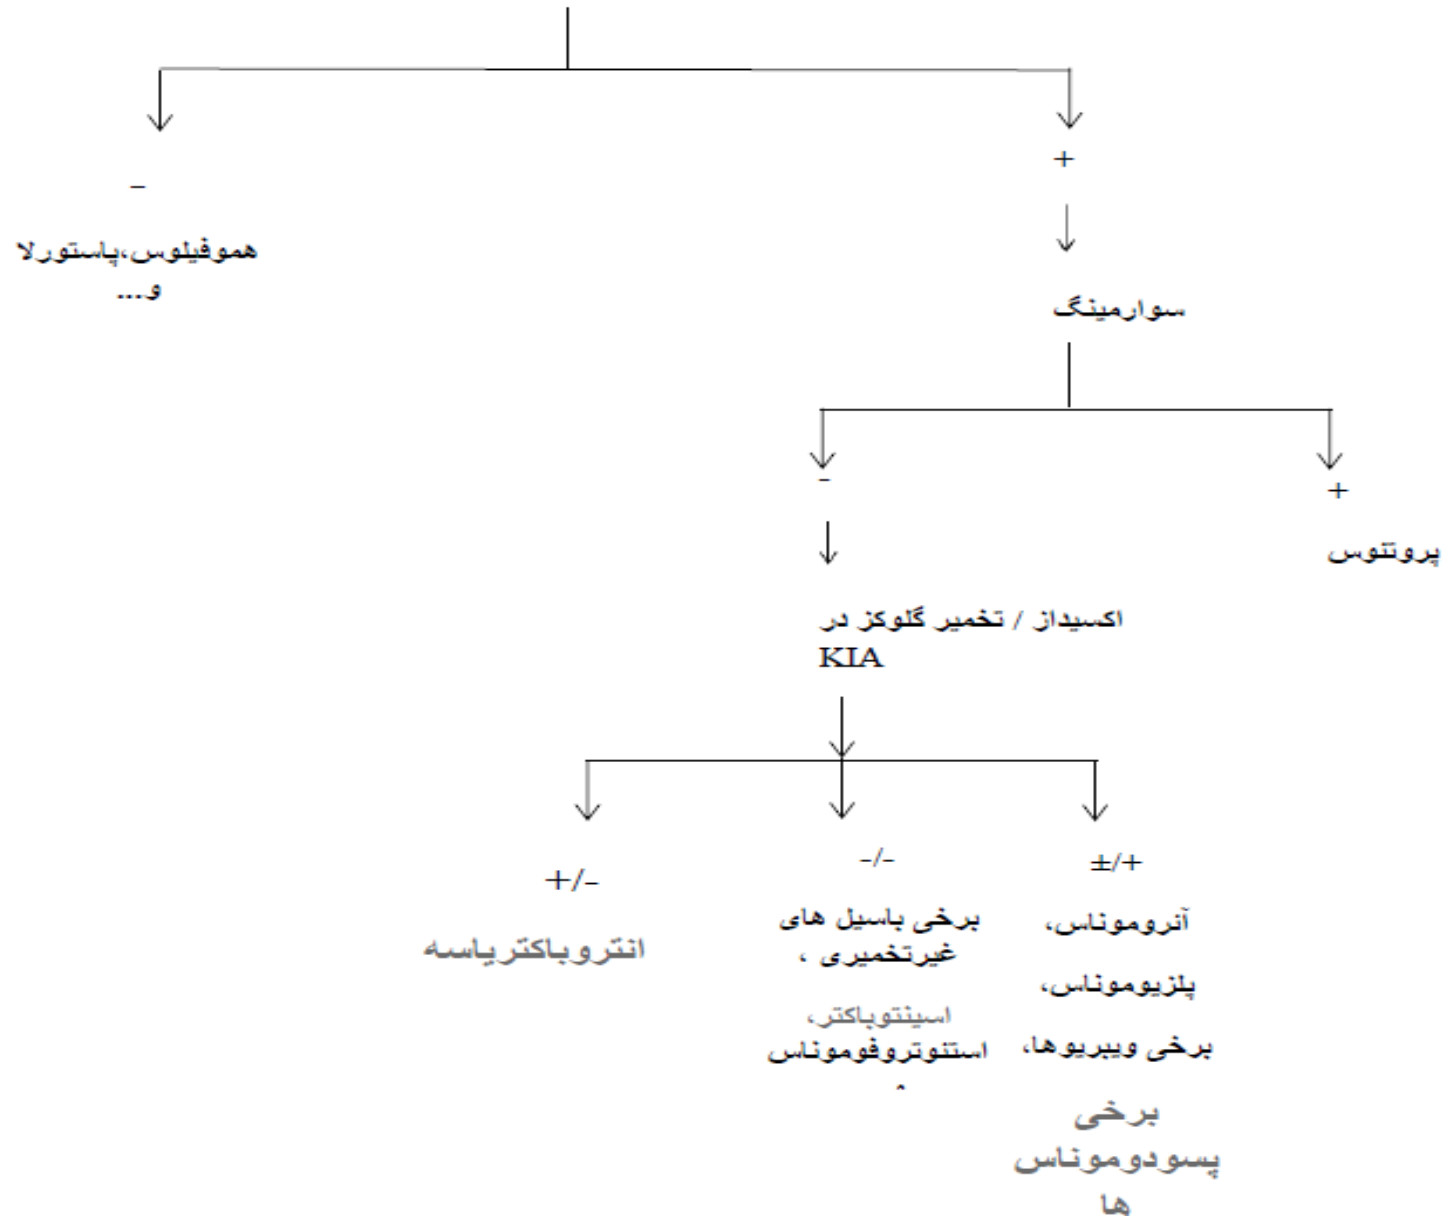 +
–
هموفیلوس،پاستورلا
و...
سوارمینگ
-
+
پروتئوس
اکسیداز / تخمیر گلوکز در
KIA
±/+
-/-
+/-
آئروموناس،
پلزیوموناس،
برخی ویبریوها،
برخی
پسودوموناس
ها
برخی باسیل های
غیرتخمیری ،
اسینتوباکتر،
استنوتروفوموناس
انتروباکتریاسه